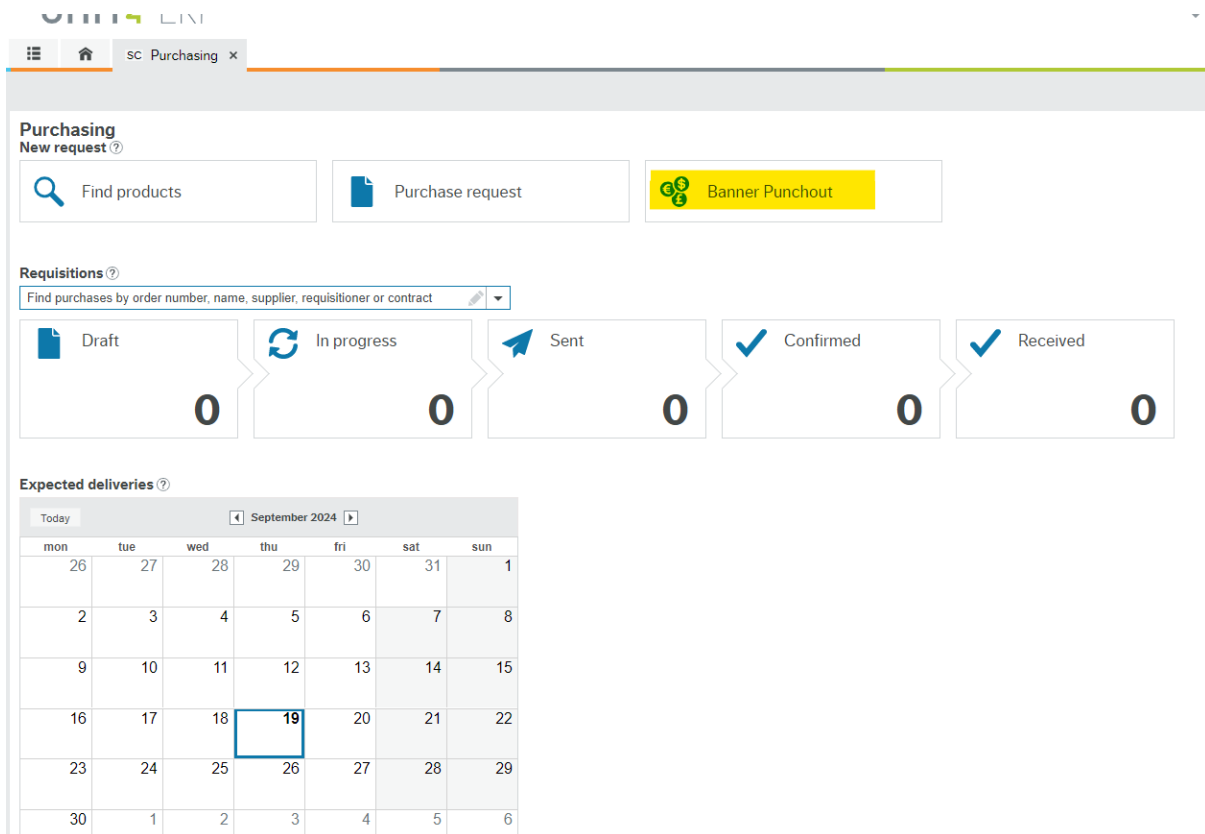 SC Purchasing ×
Purchasing
New request ?
Find products
Purchase request
€ $ £ Banner Punchout
Requisitions ?
Find purchases by order number, name, supplier, requisitioner or contract
Draft
0
In progress
0
Sent
0
Confirmed
0
Received
0
Expected deliveries ?
Today
September 2024
mon tue wed thu fri sat sun
26 27 28 29 30 31 1
2 3 4 5 6 7 8
9 10 11 12 13 14 15
16 17 18 19 20 21 22
23 24 25 26 27 28 29
30 1 2 3 4 5 6